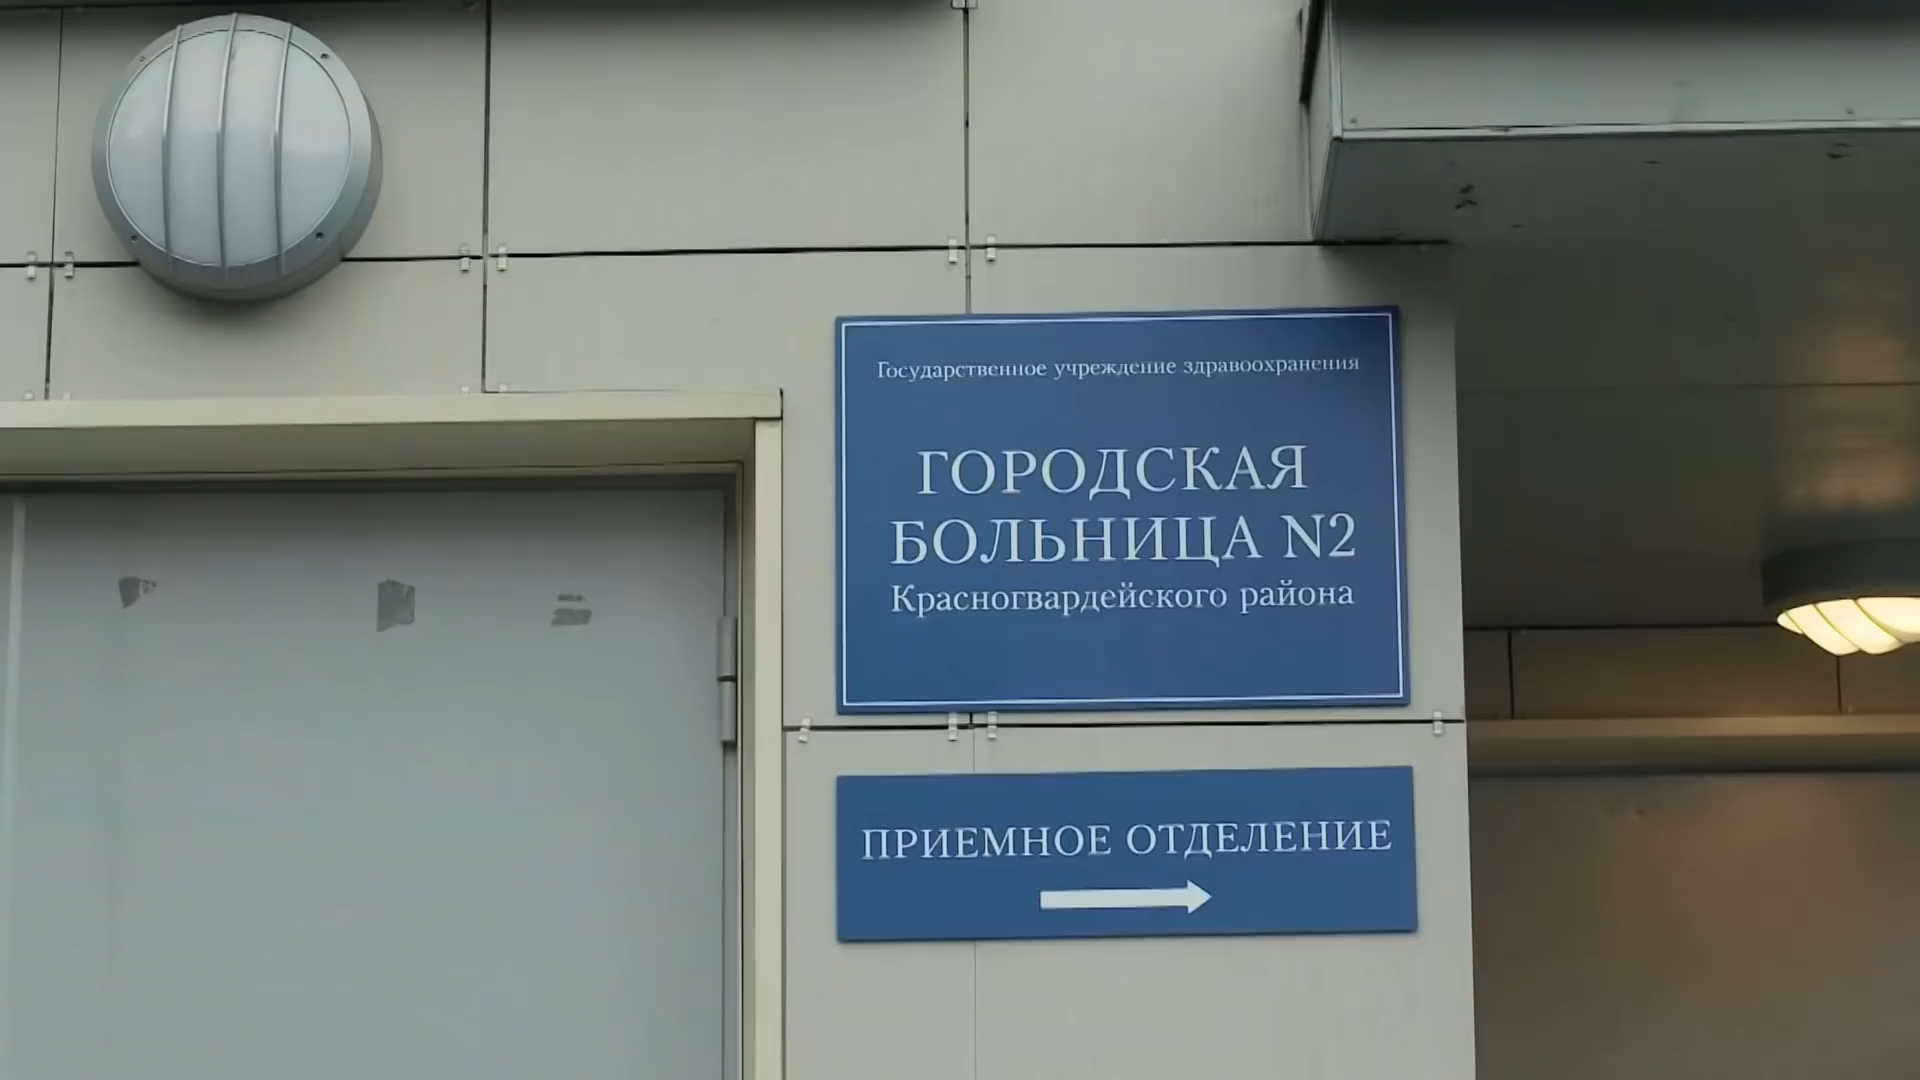 Государственное учреждение здравоохранения
ГОРОДСКАЯ
БОЛЬНИЦА N2
Красногвардейского района
ПРИЕМНОЕ ОТДЕЛЕНИЕ